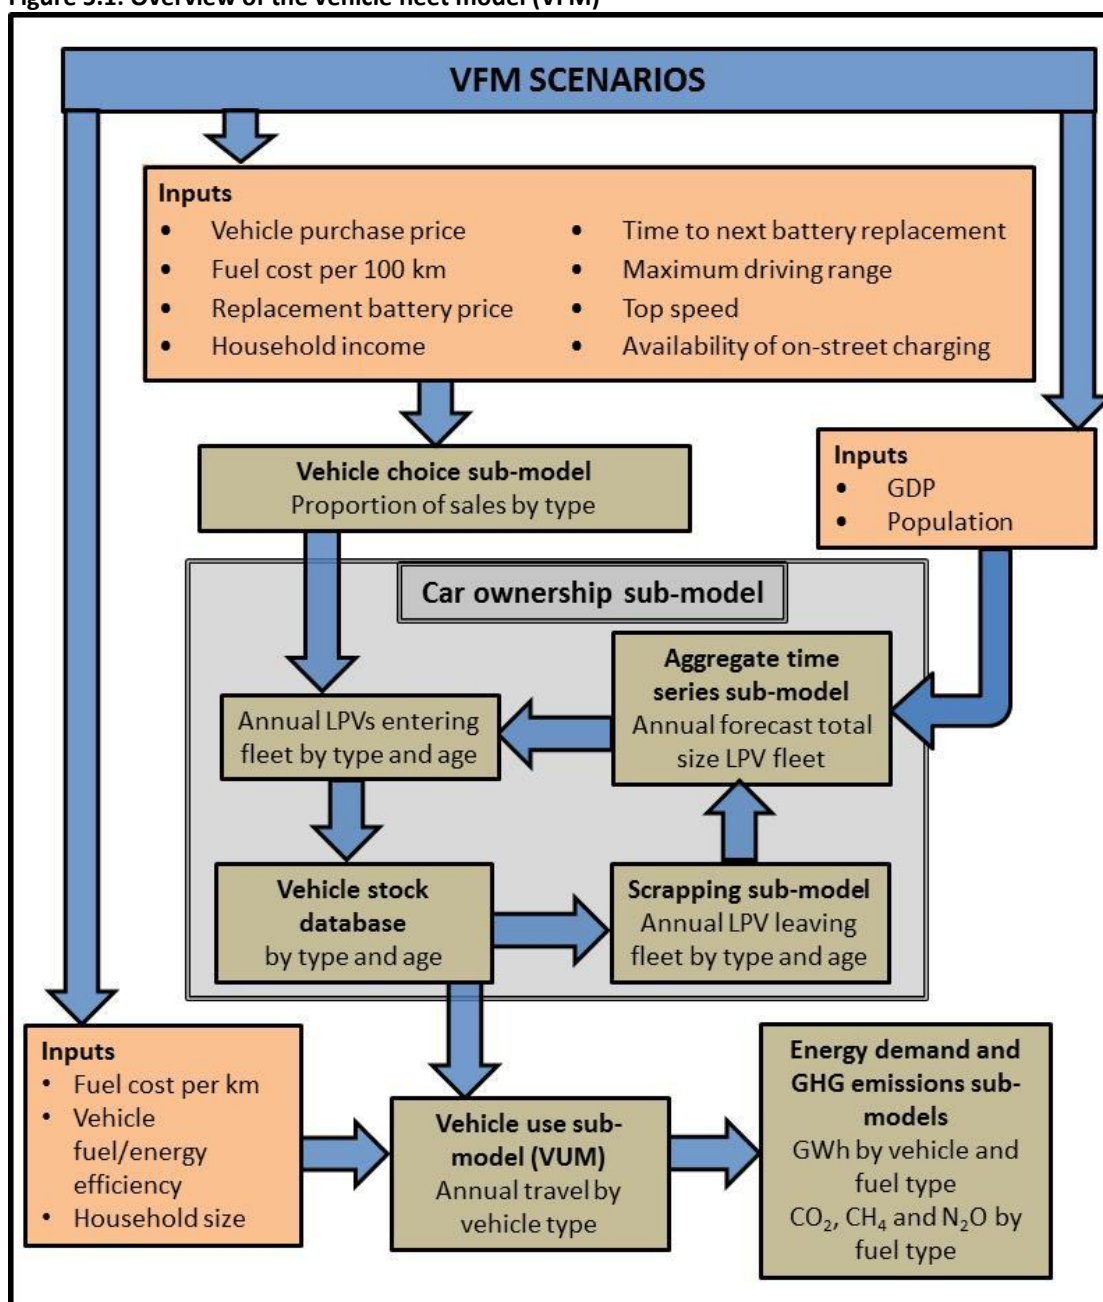 Figure 3.1: Overview of the vehicle fleet model (VFM)
VFM SCENARIOS
Inputs
• Vehicle purchase price
• Fuel cost per 100 km
• Replacement battery price
• Household income
• Time to next battery replacement
• Maximum driving range
• Top speed
• Availability of on-street charging
Vehicle choice sub-model
Proportion of sales by type
Inputs
• GDP
• Population
Car ownership sub-model
Aggregate time
series sub-model
Annual forecast total
size LPV fleet
Annual LPVs entering
fleet by type and age
Vehicle stock
database
by type and age
Scrapping sub-model
Annual LPV leaving
fleet by type and age
Inputs
• Fuel cost per km
• Vehicle
fuel/energy
efficiency
• Household size
Vehicle use sub-
model (VUM)
Annual travel by
vehicle type
Energy demand and
GHG emissions sub-
models
GWh by vehicle and
fuel type
CO₂, CH₄ and N₂O by
fuel type